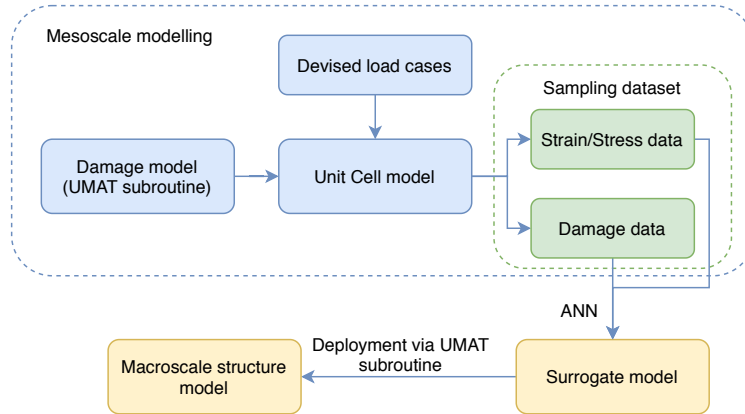 Mesoscale modelling
Devised load cases
Sampling dataset
Damage model
(UMAT subroutine)
Unit Cell model
Strain/Stress data
Damage data
ANN
Deployment via UMAT
subroutine
Macroscale structure
model
Surrogate model